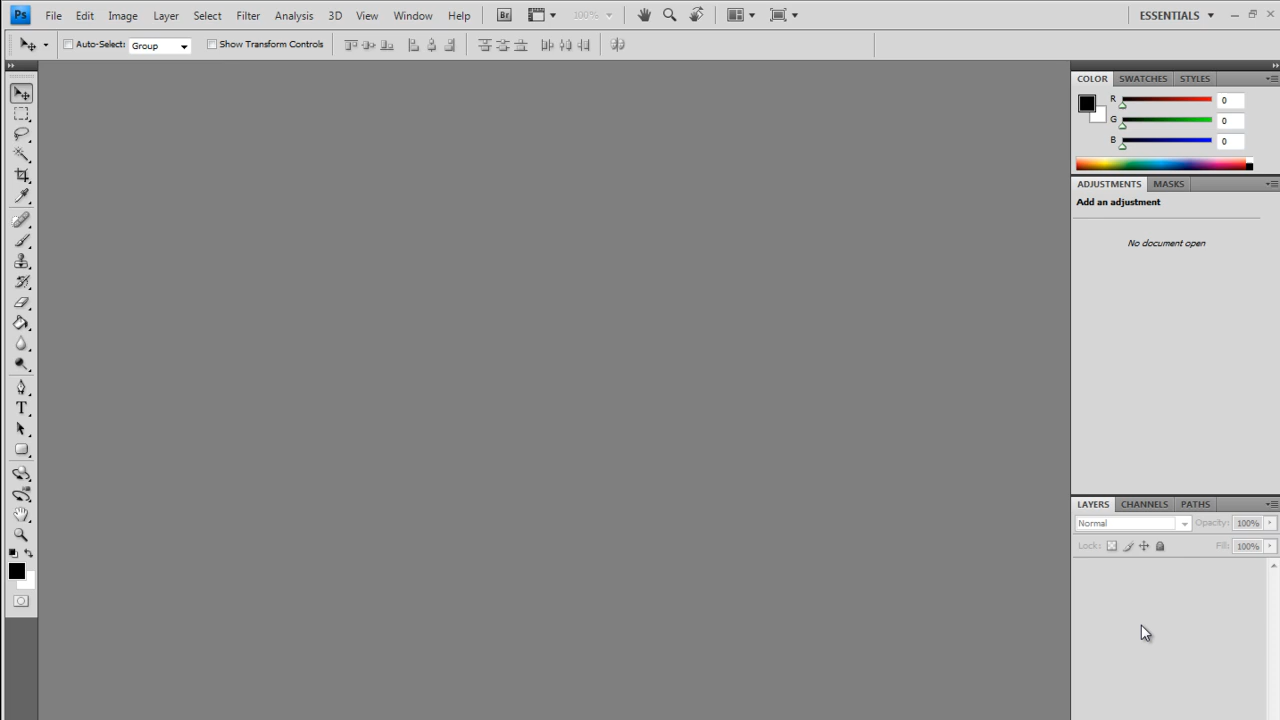 Ps File Edit Image Layer Select Filter Analysis 3D View Window Help Br 100% ESSENTIALS
Auto-Select: Group Show Transform Controls
COLOR SWATCHES STYLES
R 0
G 0
B 0
ADJUSTMENTS MASKS
Add an adjustment
No document open
T
LAYERS CHANNELS PATHS
Normal Opacity: 100%
Lock: Fill: 100%